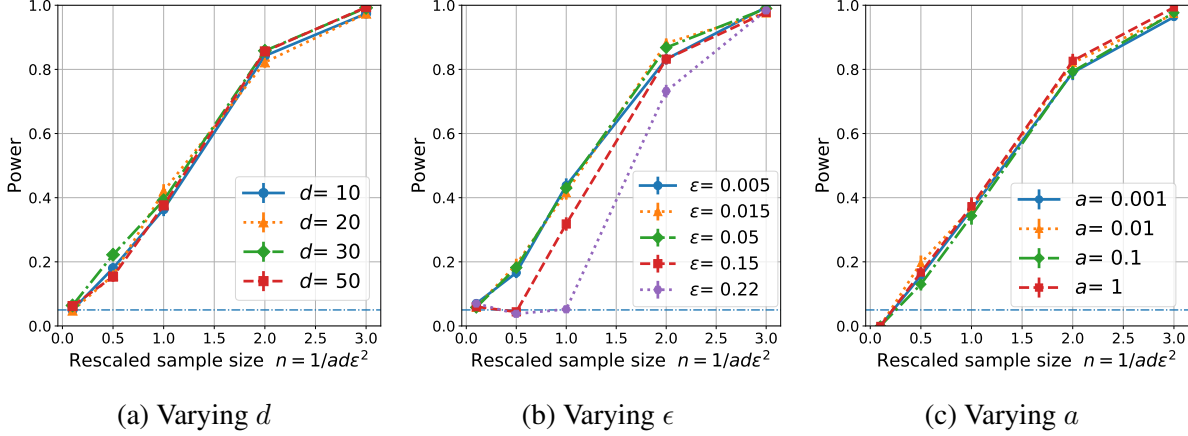 1.0
0.8
0.6
0.4
0.2
0.0
Power
0.0 0.5 1.0 1.5 2.0 2.5 3.0
Rescaled sample size n = 1/adε²
d= 10
d= 20
d= 30
d= 50
(a) Varying d
1.0
0.8
0.6
0.4
0.2
0.0
Power
0.0 0.5 1.0 1.5 2.0 2.5 3.0
Rescaled sample size n = 1/adε²
ε= 0.005
ε= 0.015
ε= 0.05
ε= 0.15
ε= 0.22
(b) Varying ϵ
1.0
0.8
0.6
0.4
0.2
0.0
Power
0.0 0.5 1.0 1.5 2.0 2.5 3.0
Rescaled sample size n = 1/adε²
a= 0.001
a= 0.01
a= 0.1
a= 1
(c) Varying a